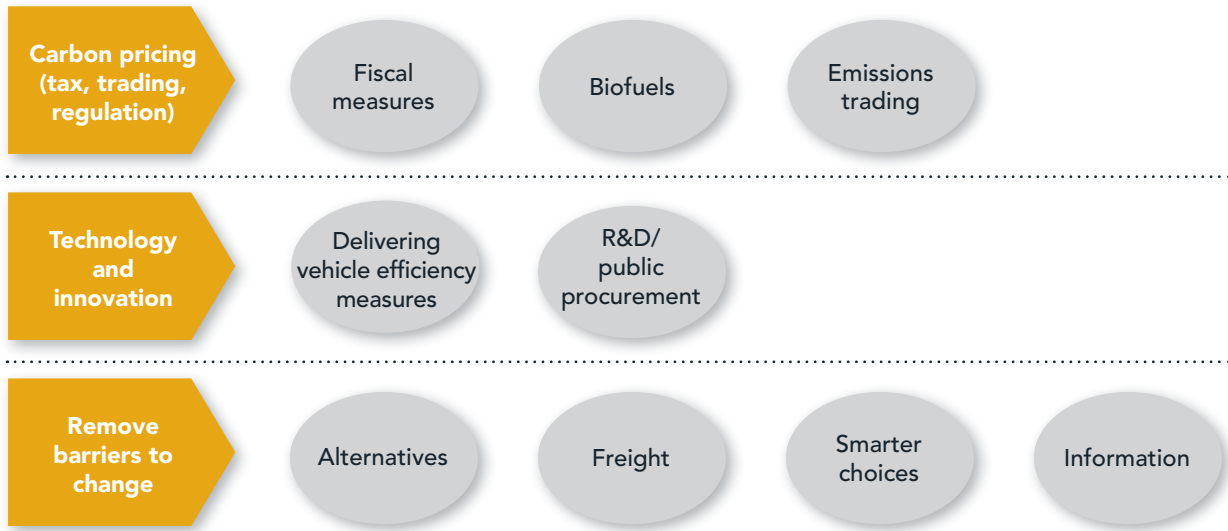 Carbon pricing
(tax, trading,
regulation)
Fiscal
measures
Biofuels
Emissions
trading
Technology
and
innovation
Delivering
vehicle efficiency
measures
R&D/
public
procurement
Remove
barriers to
change
Alternatives
Freight
Smarter
choices
Information